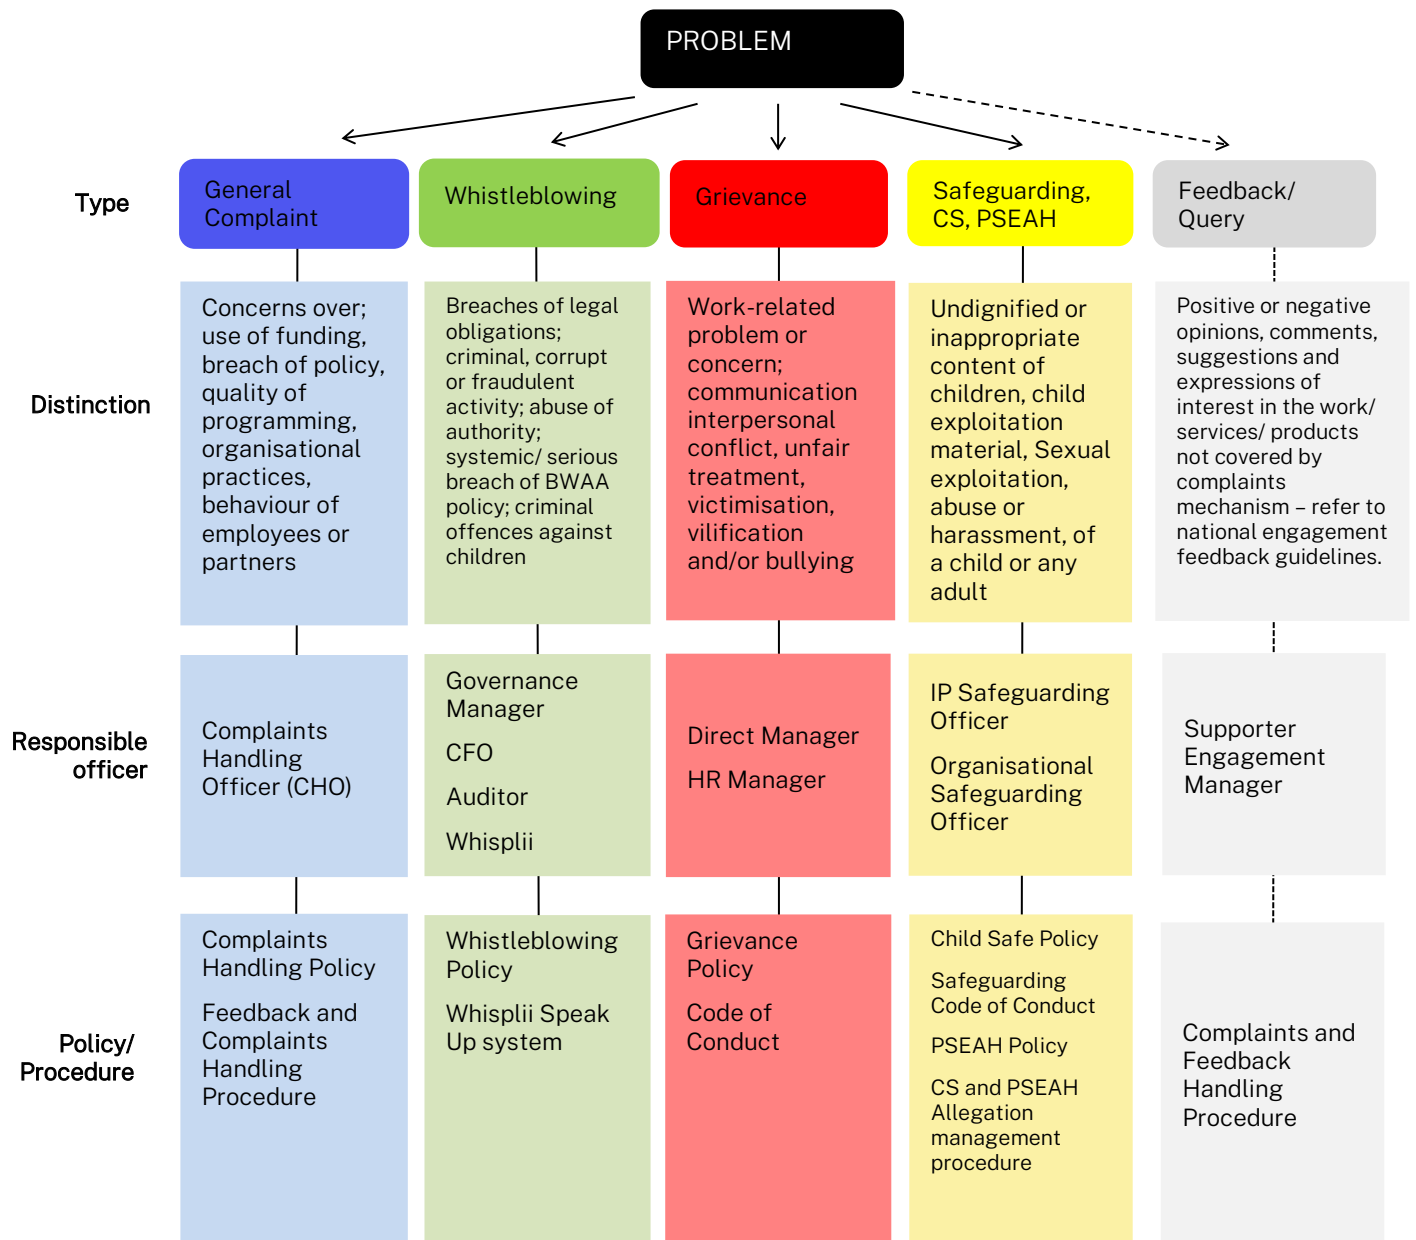 PROBLEM
Type
General
Complaint
Whistleblowing
Grievance
Safeguarding,
CS, PSEAH
Feedback/
Query
Distinction
Concerns over;
use of funding,
breach of policy,
quality of
programming,
organisational
practices,
behaviour of
employees or
partners
Breaches of legal
obligations;
criminal, corrupt
or fraudulent
activity; abuse of
authority;
systemic/ serious
breach of BWAA
policy; criminal
offences against
children
Work-related
problem or
concern;
communication
interpersonal
conflict, unfair
treatment,
victimisation,
vilification
and/or bullying
Undignified or
inappropriate
content of
children, child
exploitation
material, Sexual
exploitation,
abuse or
harassment, of
a child or any
adult
Positive or negative
opinions, comments,
suggestions and
expressions of
interest in the work/
services/ products
not covered by
complaints
mechanism – refer to
national engagement
feedback guidelines.
Responsible
officer
Complaints
Handling
Officer (CHO)
Governance
Manager
CFO
Auditor
Whisplii
Direct Manager
HR Manager
IP Safeguarding
Officer
Organisational
Safeguarding
Officer
Supporter
Engagement
Manager
Policy/
Procedure
Complaints
Handling Policy
Feedback and
Complaints
Handling
Procedure
Whistleblowing
Policy
Whisplii Speak
Up system
Grievance
Policy
Code of
Conduct
Child Safe Policy
Safeguarding
Code of Conduct
PSEAH Policy
CS and PSEAH
Allegation
management
procedure
Complaints and
Feedback
Handling
Procedure